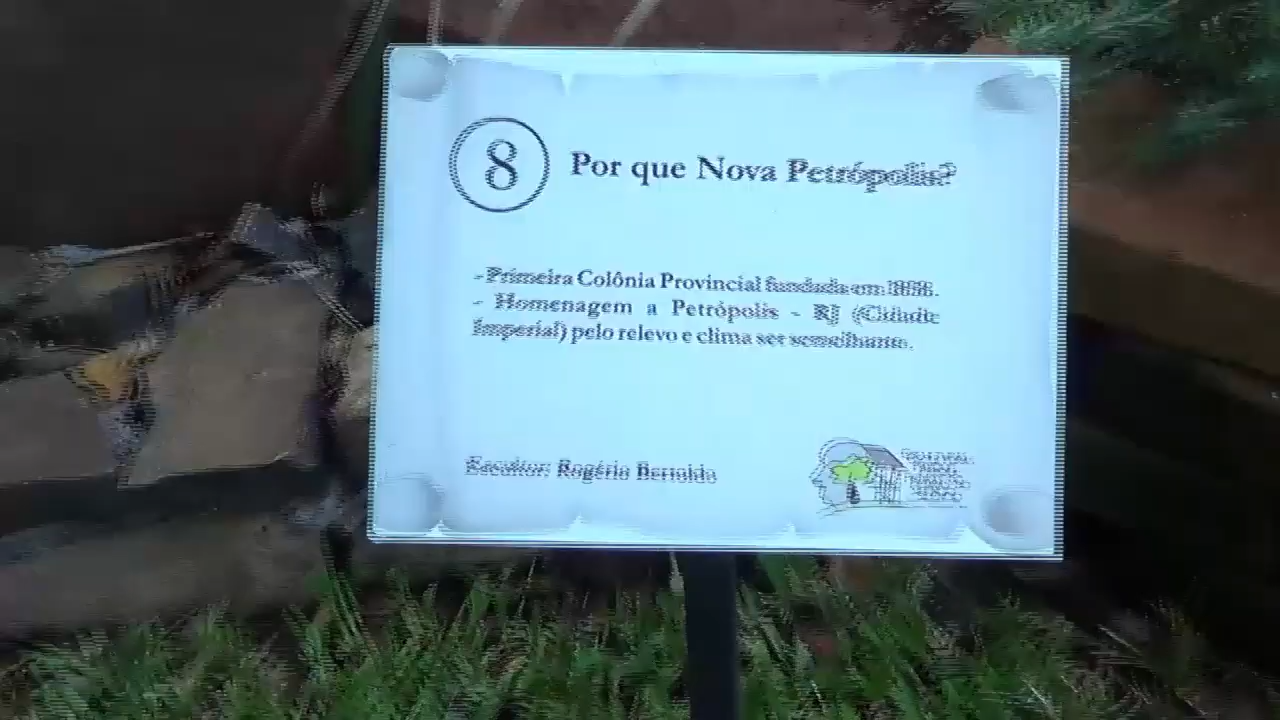 8
Por que Nova Petrópolis?
- Primeira Colônia Provincial fundada em 1858.
- Homenagem a Petrópolis - RJ (Cidade
Imperial) pelo relevo e clima ser semelhante.
Escultor: Rogério Bertoldo